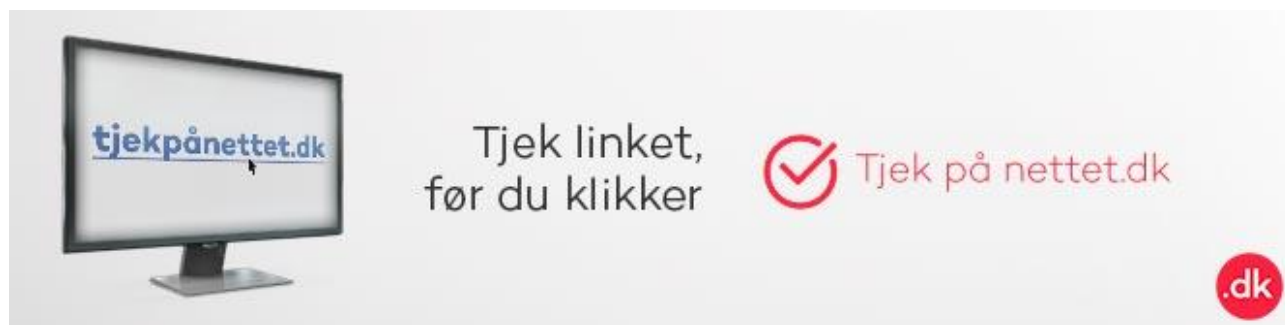 tjekpånettet.dk
Tjek linket,
før du klikker
Tjek på nettet.dk
.dk